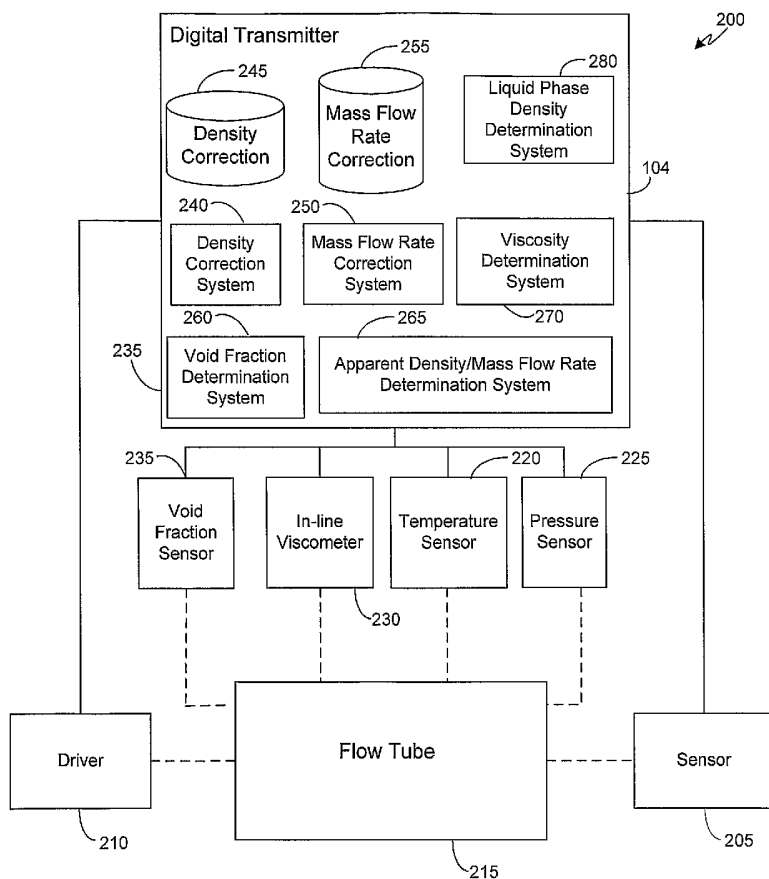 200
Digital Transmitter
245
255
280
Density
Correction
Mass Flow
Rate
Correction
Liquid Phase
Density
Determination
System
104
240
250
Density
Correction
System
Mass Flow Rate
Correction System
Viscosity
Determination
System
260
265
270
235
Void Fraction
Determination
System
Apparent Density/Mass Flow Rate
Determination System
235
220
225
Void
Fraction
Sensor
In-line
Viscometer
Temperature
Sensor
Pressure
Sensor
230
Driver
Flow Tube
Sensor
210
215
205